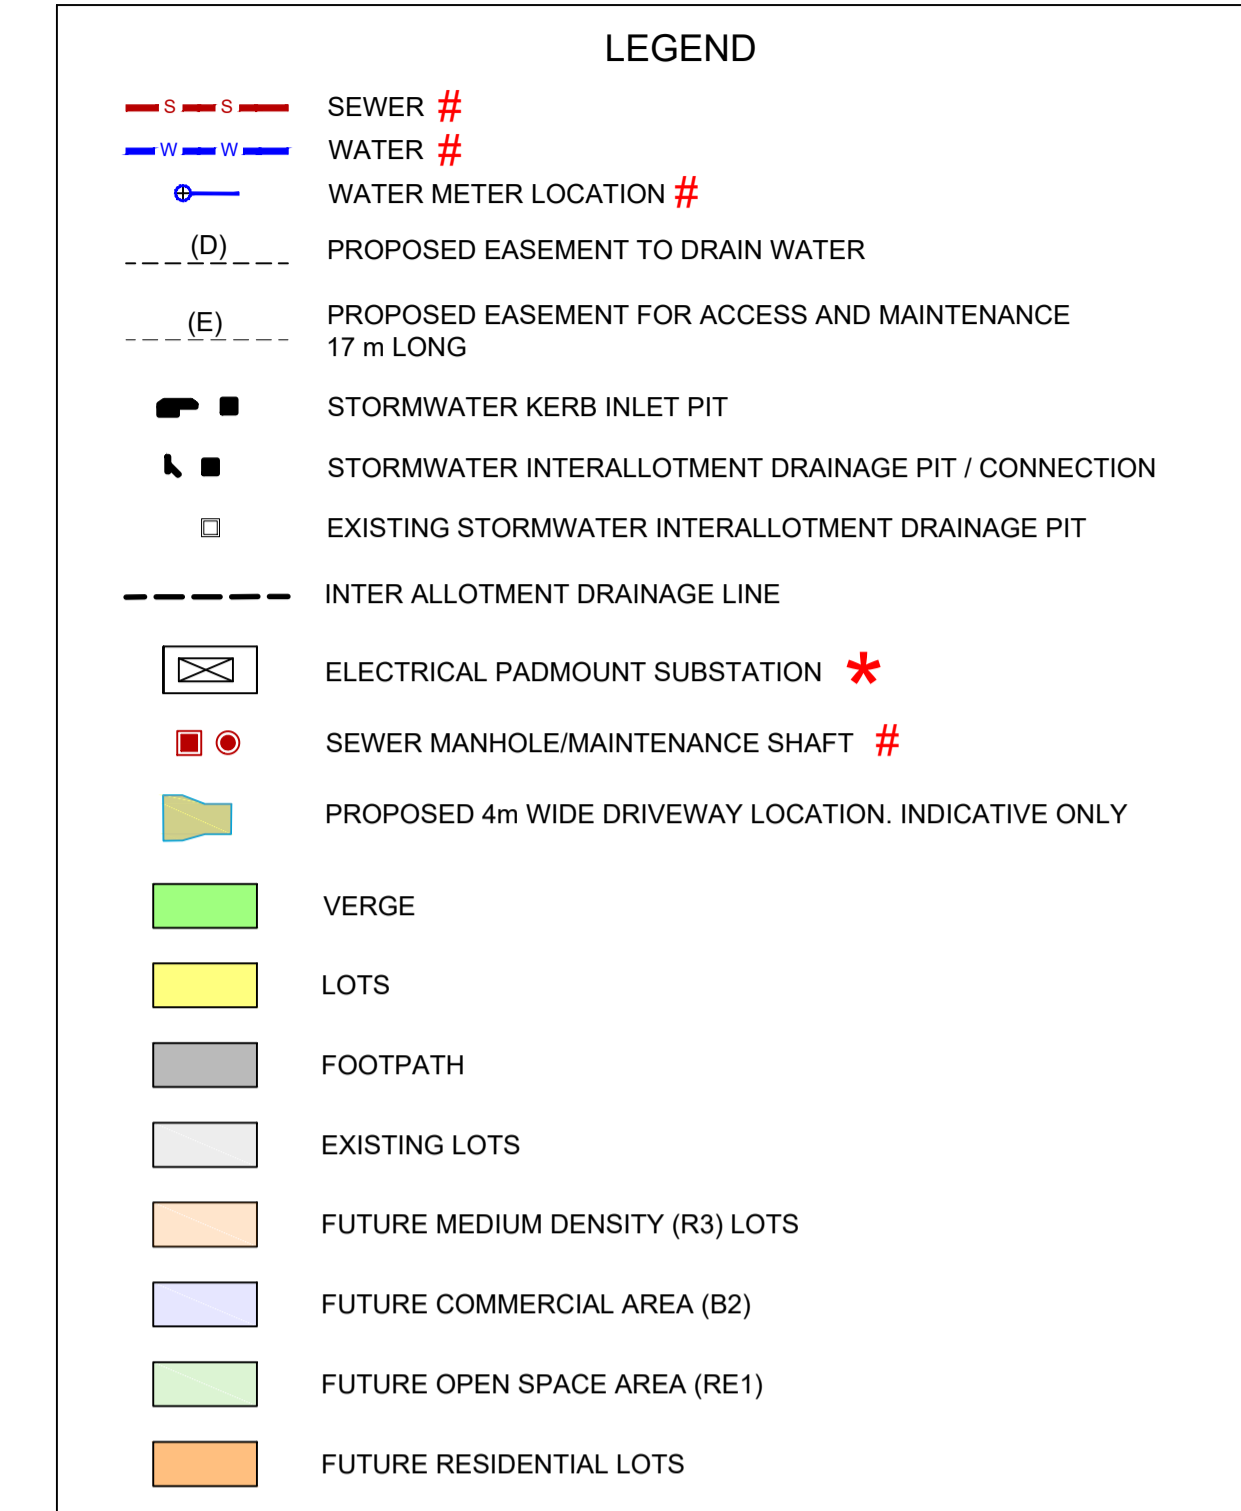 LEGEND
S S SEWER #
W W WATER #
WATER METER LOCATION #
(D) PROPOSED EASEMENT TO DRAIN WATER
(E) PROPOSED EASEMENT FOR ACCESS AND MAINTENANCE
17 m LONG
STORMWATER KERB INLET PIT
STORMWATER INTERALLOTMENT DRAINAGE PIT / CONNECTION
EXISTING STORMWATER INTERALLOTMENT DRAINAGE PIT
INTER ALLOTMENT DRAINAGE LINE
ELECTRICAL PADMOUNT SUBSTATION *
SEWER MANHOLE/MAINTENANCE SHAFT #
PROPOSED 4m WIDE DRIVEWAY LOCATION. INDICATIVE ONLY
VERGE
LOTS
FOOTPATH
EXISTING LOTS
FUTURE MEDIUM DENSITY (R3) LOTS
FUTURE COMMERCIAL AREA (B2)
FUTURE OPEN SPACE AREA (RE1)
FUTURE RESIDENTIAL LOTS